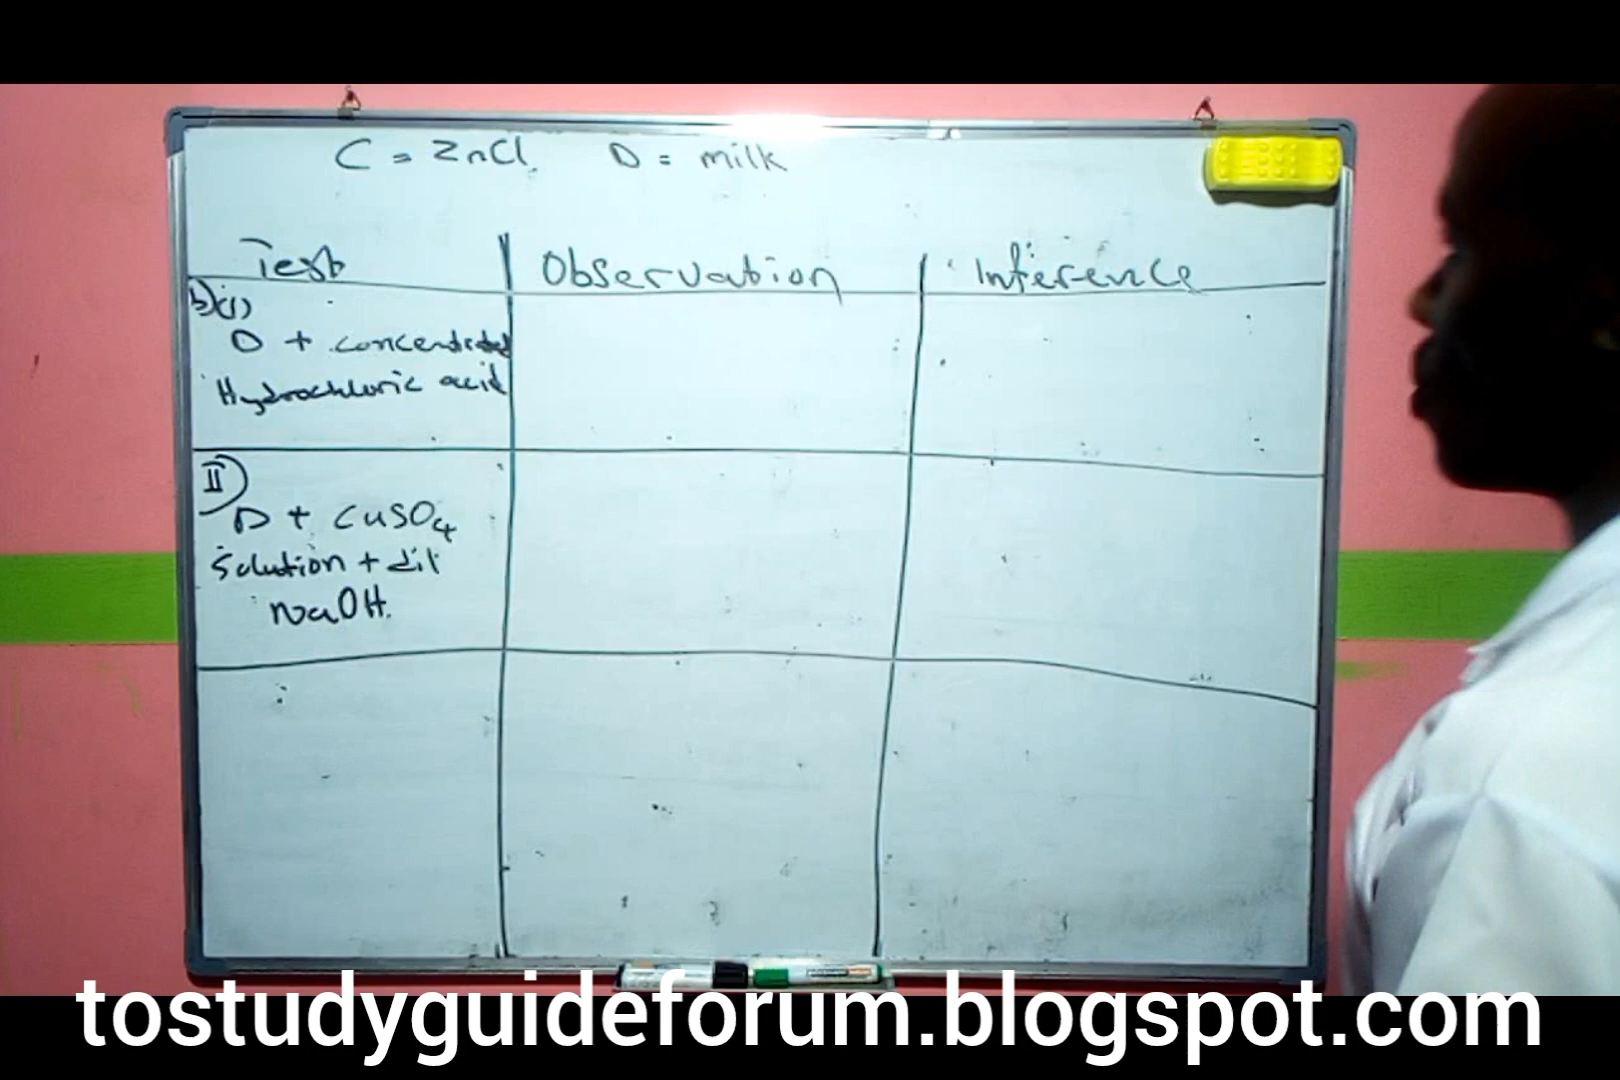 C = ZnCl D = milk
Test Observation Inference
b)(i)
D + concentrated
Hydrochloric acid
II)
D + CuSO4
Solution + dil
NaOH.
tostudyguideforum.blogspot.com